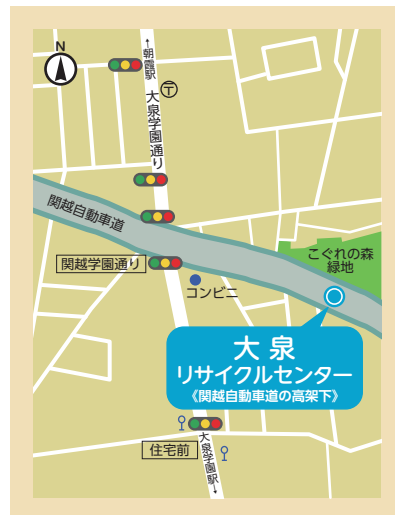 N
←朝霞駅
〒
大泉学園通り
関越自動車道
関越学園通り
こぐれの森
緑地
コンビニ
大泉
リサイクルセンター
《関越自動車道の高架下》
住宅前
大泉学園駅→